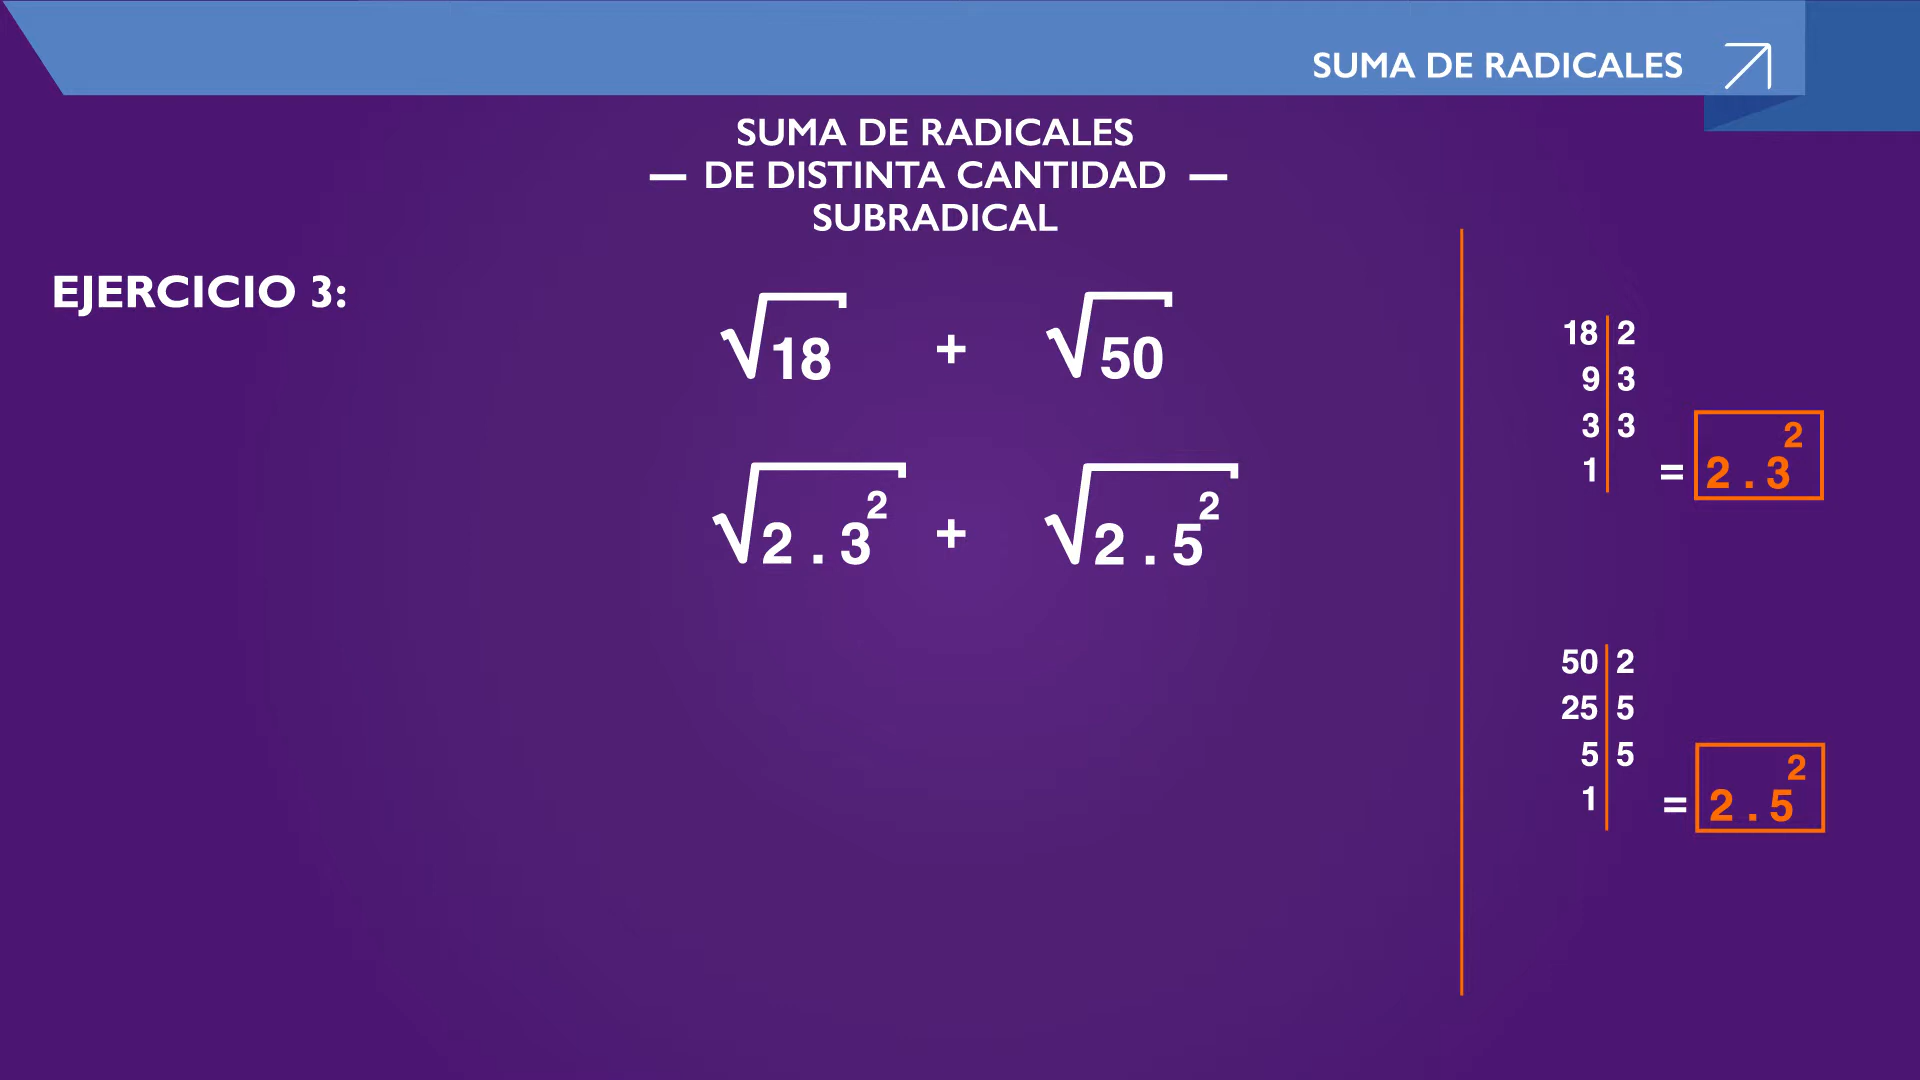 SUMA DE RADICALES
SUMA DE RADICALES
— DE DISTINTA CANTIDAD —
SUBRADICAL
EJERCICIO 3:
√18 + √50
√2 . 3² + √2 . 5²
18 | 2
9 | 3
3 | 3
1 | = 2 . 3²
50 | 2
25 | 5
5 | 5
1 | = 2 . 5²